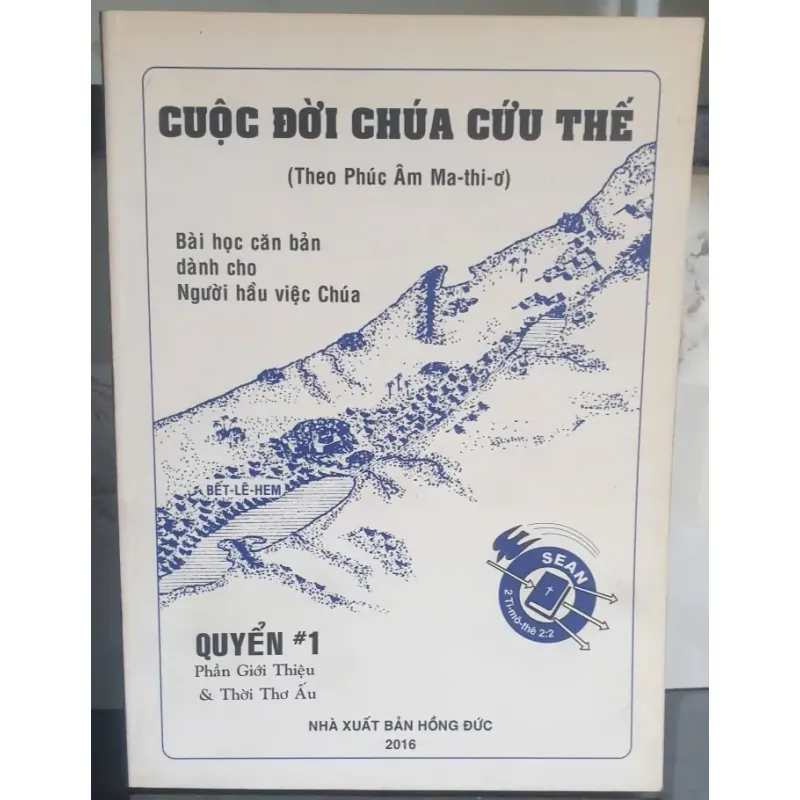 CUỘC ĐỜI CHÚA CỨU THẾ
(Theo Phúc Âm Ma-thi-ơ)
Bài học căn bản
dành cho
Người hầu việc Chúa
BẾT-LÊ-HEM
SEAN
2 Ti-mô-thê 2:2
QUYỂN #1
Phần Giới Thiệu
& Thời Thơ Ấu
NHÀ XUẤT BẢN HỒNG ĐỨC
2016